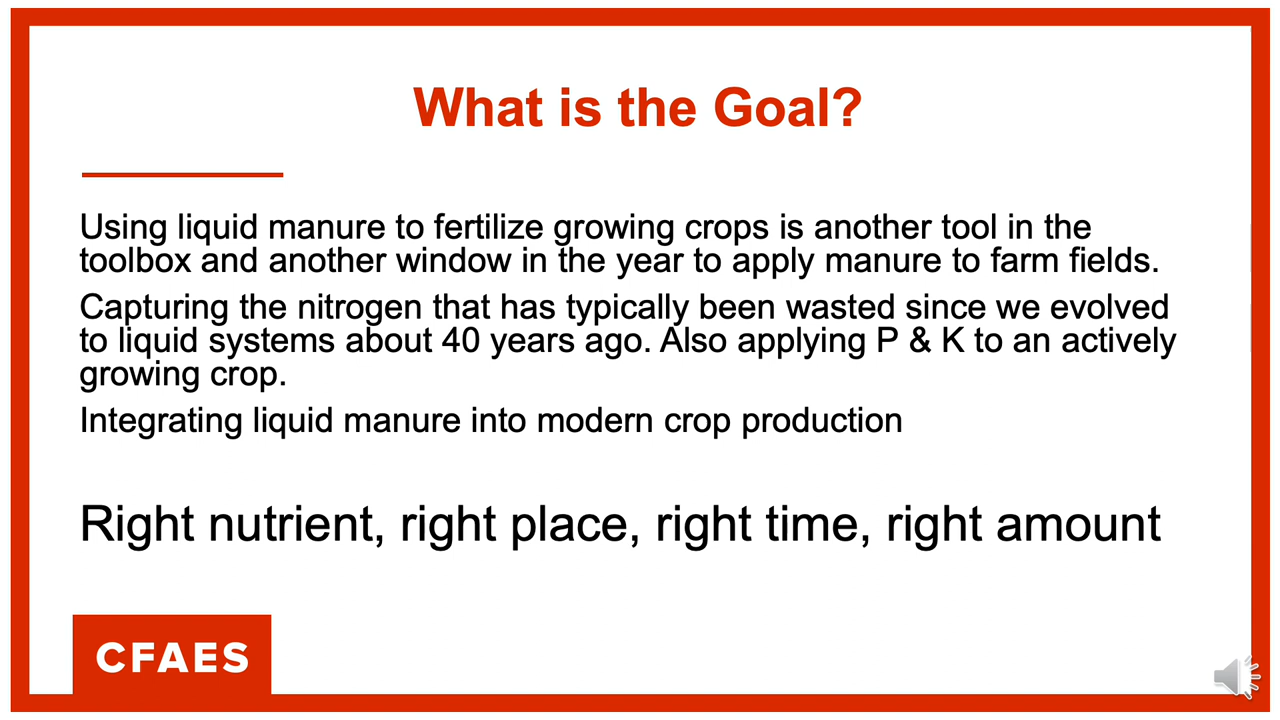 What is the Goal?
Using liquid manure to fertilize growing crops is another tool in the
toolbox and another window in the year to apply manure to farm fields.
Capturing the nitrogen that has typically been wasted since we evolved
to liquid systems about 40 years ago. Also applying P & K to an actively
growing crop.
Integrating liquid manure into modern crop production
Right nutrient, right place, right time, right amount
CFAES